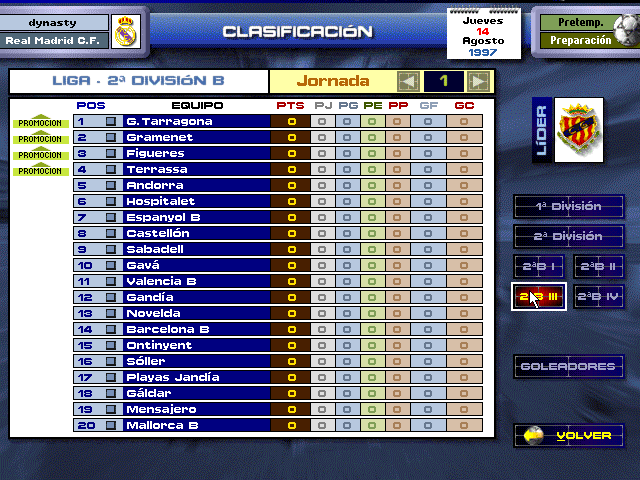 dynasty
Real Madrid C.F.
CLASIFICACIÓN
Jueves
14
Agosto
1997
Pretemp.
Preparación
LIGA - 2ª DIVISIÓN B
Jornada
1
POS EQUIPO PTS PJ PG PE PP GF GC
PROMOCION 1 G.Tarragona 0 0 0 0 0 0 0
PROMOCION 2 Gramenet 0 0 0 0 0 0 0
PROMOCION 3 Figueres 0 0 0 0 0 0 0
PROMOCION 4 Terrassa 0 0 0 0 0 0 0
5 Andorra 0 0 0 0 0 0 0
6 Hospitalet 0 0 0 0 0 0 0
7 Espanyol B 0 0 0 0 0 0 0
8 Castellón 0 0 0 0 0 0 0
9 Sabadell 0 0 0 0 0 0 0
10 Gavá 0 0 0 0 0 0 0
11 Valencia B 0 0 0 0 0 0 0
12 Gandía 0 0 0 0 0 0 0
13 Novelda 0 0 0 0 0 0 0
14 Barcelona B 0 0 0 0 0 0 0
15 Ontinyent 0 0 0 0 0 0 0
16 Sóller 0 0 0 0 0 0 0
17 Playas Jandía 0 0 0 0 0 0 0
18 Gáldar 0 0 0 0 0 0 0
19 Mensajero 0 0 0 0 0 0 0
20 Mallorca B 0 0 0 0 0 0 0
LÍDER
1ª División
2ª División
2ªB I
2ªB II
2ªB III
2ªB IV
GOLEADORES
VOLVER